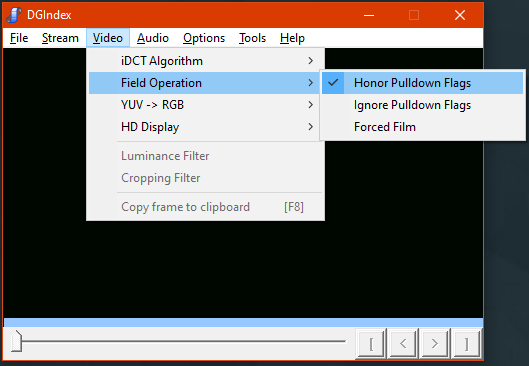 DGIndex
File Stream Video Audio Options Tools Help
iDCT Algorithm
Field Operation
YUV -> RGB
HD Display
Luminance Filter
Cropping Filter
Copy frame to clipboard [F8]
Honor Pulldown Flags
Ignore Pulldown Flags
Forced Film
[ < > ]